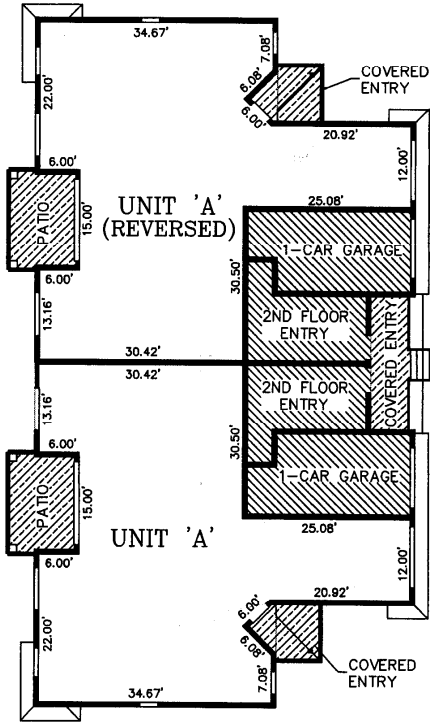 34.67'
7.08'
6.08'
6.00'
COVERED
ENTRY
22.00'
20.92'
12.00'
6.00'
PATIO
15.00'
UNIT 'A'
(REVERSED)
25.08'
1-CAR GARAGE
6.00'
13.16'
30.50'
2ND FLOOR
ENTRY
COVERED ENTRY
30.42'
30.42'
2ND FLOOR
ENTRY
13.16'
6.00'
30.50'
1-CAR GARAGE
PATIO
15.00'
UNIT 'A'
25.08'
6.00'
12.00'
20.92'
6.00'
6.08'
22.00'
7.08'
COVERED
ENTRY
34.67'